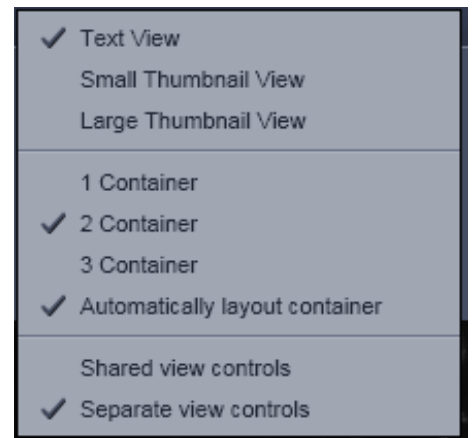 Text View
Small Thumbnail View
Large Thumbnail View
1 Container
2 Container
3 Container
Automatically layout container
Shared view controls
Separate view controls